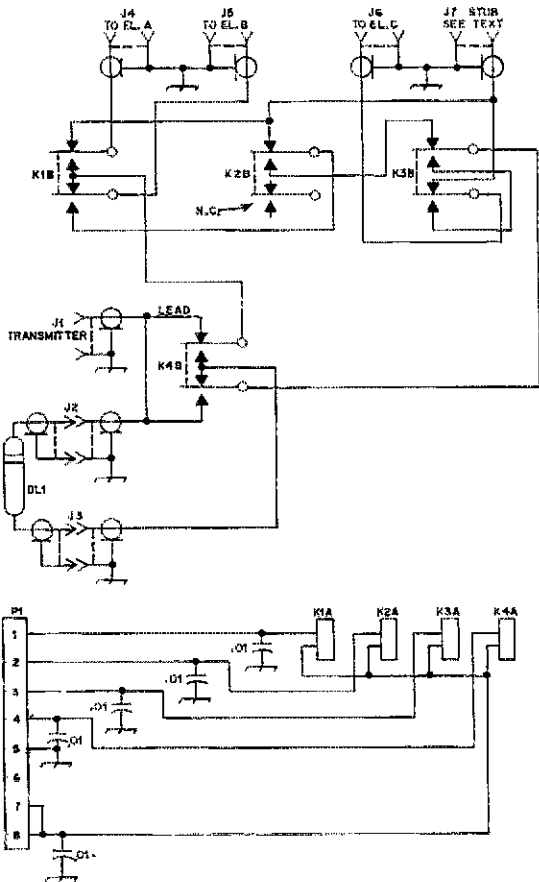 J4
TO EL. A
J5
TO EL. B
J6
TO EL. C
J7 STUB
SEE TEXT
K1B
K2B
K3B
N.C.
J1
TRANSMITTER
LEAD
K4B
J2
DL1
J3
P1
K1A
K2A
K3A
K4A
1
.01
2
.01
3
.01
4
.01
5
6
7
8
.01